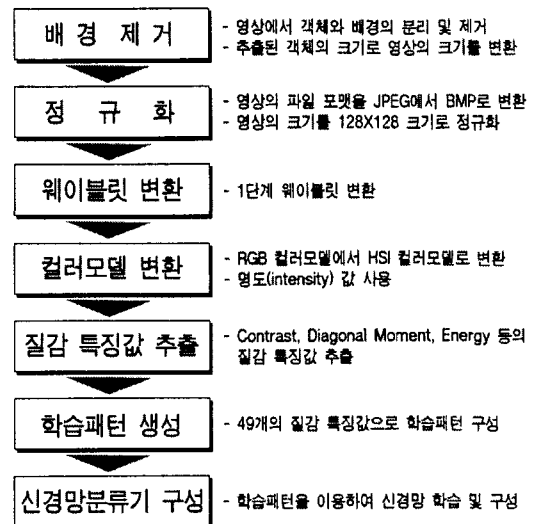 배 경 제 거
- 영상에서 객체와 배경의 분리 및 제거
- 추출된 객체의 크기로 영상의 크기를 변환
정 규 화
- 영상의 파일 포맷을 JPEG에서 BMP로 변환
- 영상의 크기를 128X128 크기로 정규화
웨이블릿 변환
- 1단계 웨이블릿 변환
컬러모델 변환
- RGB 컬러모델에서 HSI 컬러모델로 변환
- 명도(intensity) 값 사용
질감 특징값 추출
- Contrast, Diagonal Moment, Energy 등의
질감 특징값 추출
학습패턴 생성
- 49개의 질감 특징값으로 학습패턴 구성
신경망분류기 구성
- 학습패턴을 이용하여 신경망 학습 및 구성